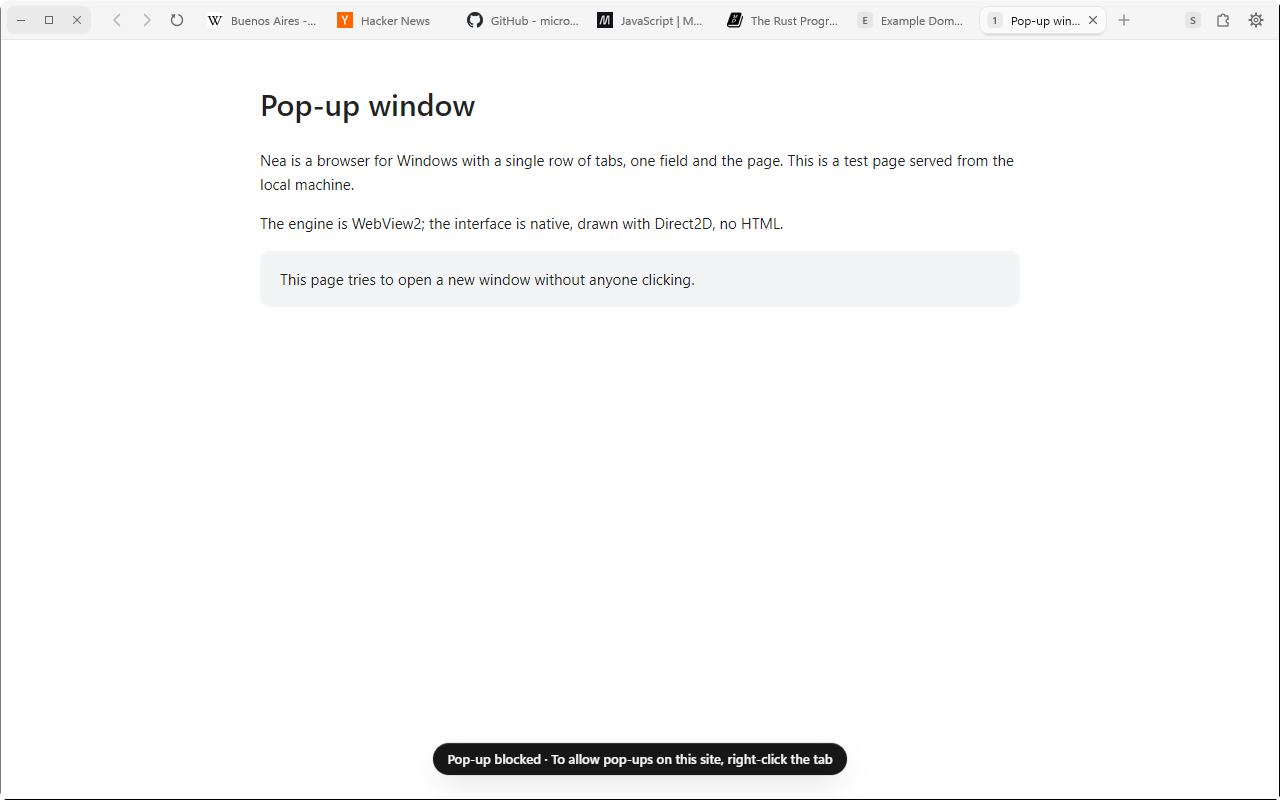 W Buenos Aires -...
Y Hacker News
GitHub - micro...
M JavaScript | M...
The Rust Progr...
E Example Dom...
1 Pop-up win...
S
Pop-up window
Nea is a browser for Windows with a single row of tabs, one field and the page. This is a test page served from the
local machine.
The engine is WebView2; the interface is native, drawn with Direct2D, no HTML.
This page tries to open a new window without anyone clicking.
Pop-up blocked · To allow pop-ups on this site, right-click the tab